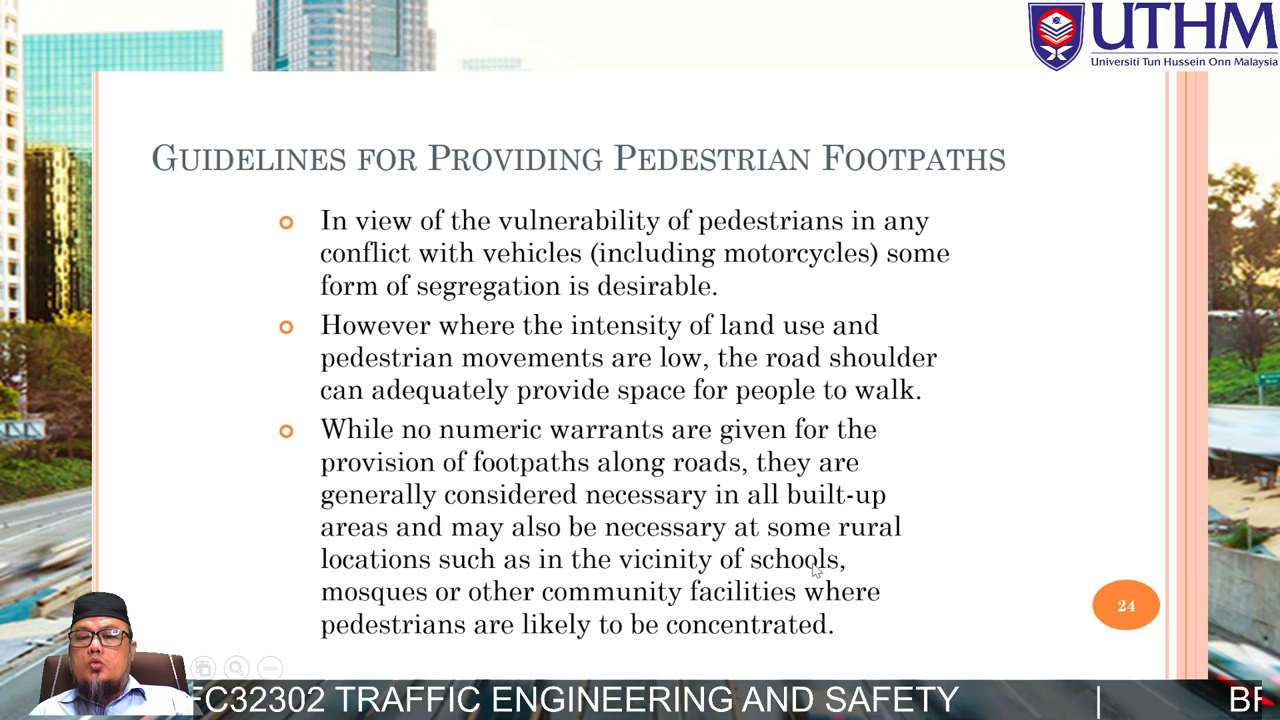 UTHM
Universiti Tun Hussein Onn Malaysia
GUIDELINES FOR PROVIDING PEDESTRIAN FOOTPATHS
In view of the vulnerability of pedestrians in any
conflict with vehicles (including motorcycles) some
form of segregation is desirable.
However where the intensity of land use and
pedestrian movements are low, the road shoulder
can adequately provide space for people to walk.
While no numeric warrants are given for the
provision of footpaths along roads, they are
generally considered necessary in all built-up
areas and may also be necessary at some rural
locations such as in the vicinity of schools,
mosques or other community facilities where
pedestrians are likely to be concentrated.
24
FC32302 TRAFFIC ENGINEERING AND SAFETY | BF